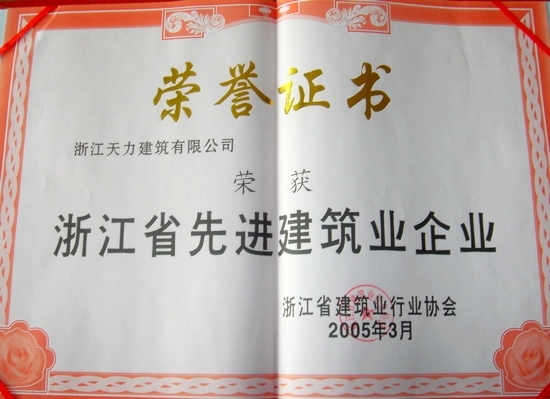 荣誉证书
浙江天力建筑有限公司
荣获
浙江省先进建筑业企业
浙江省建筑业行业协会
2005年3月